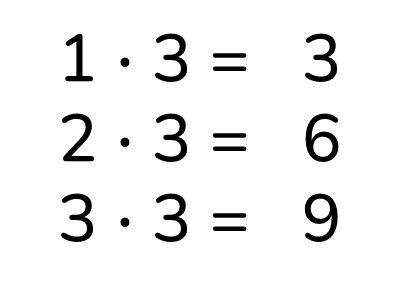 1 · 3 = 3
2 · 3 = 6
3 · 3 = 9